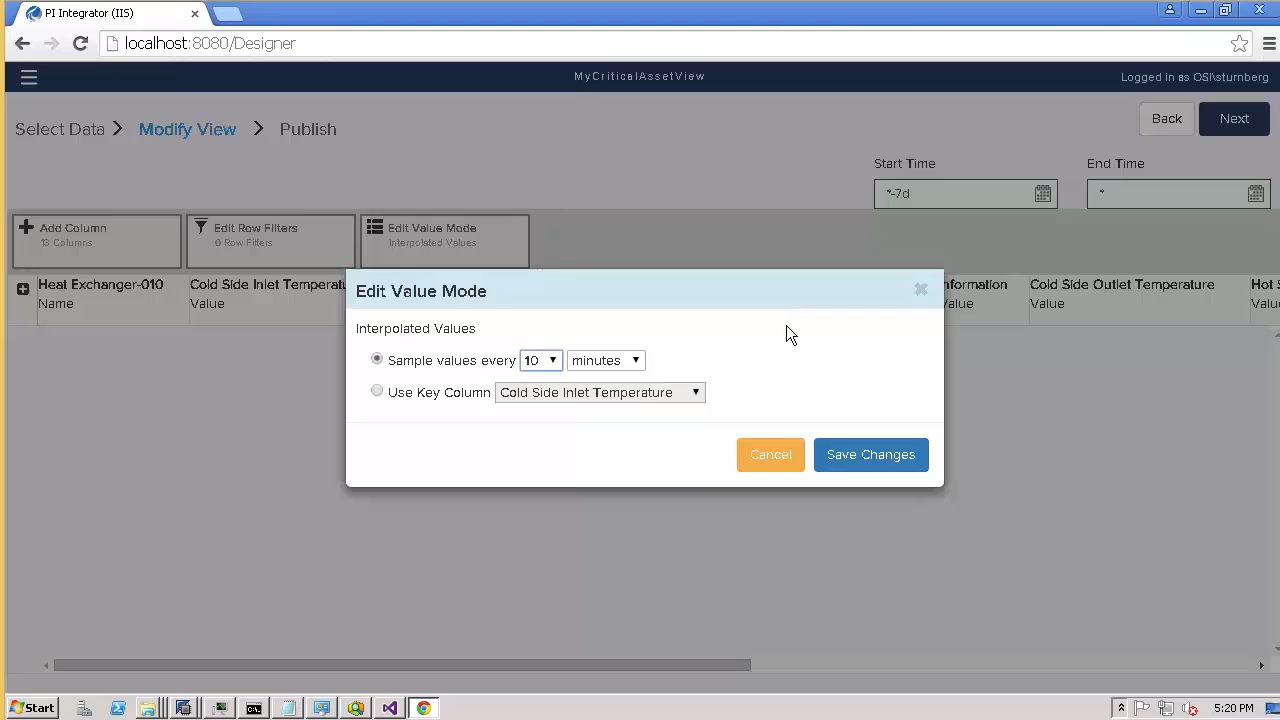 PI Integrator (IIS)
localhost:8080/Designer
MyCriticalAssetView
Logged in as OSI\sturnberg
Select Data > Modify View > Publish
Back
Next
Start Time
End Time
*-7d
*
Add Column
13 Columns
Edit Row Filters
0 Row Filters
Edit Value Mode
Interpolated Values
Heat Exchanger-010
Name
Cold Side Inlet Temperatu
Value
nformation
Value
Cold Side Outlet Temperature
Value
Hot S
Valu
Edit Value Mode
Interpolated Values
Sample values every 10 minutes
Use Key Column Cold Side Inlet Temperature
Cancel
Save Changes
Start
5:20 PM